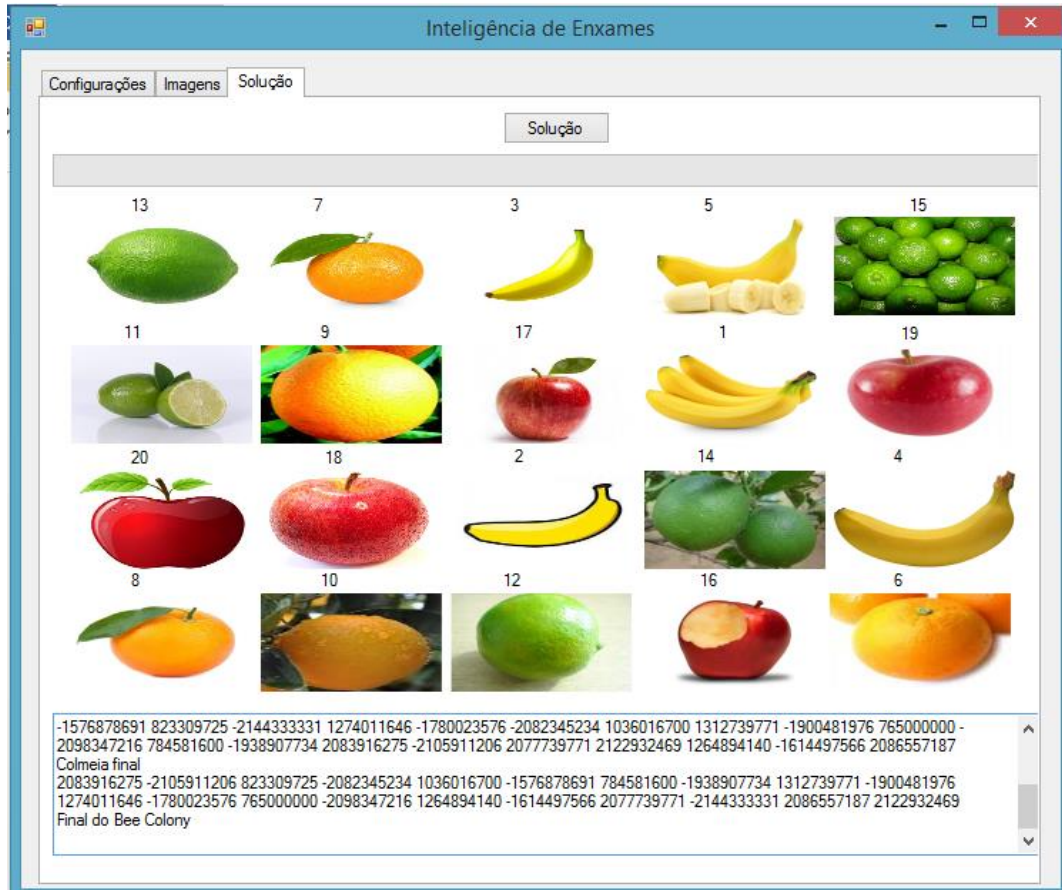 Inteligência de Enxames
Configurações Imagens Solução
Solução
13 7 3 5 15
11 9 17 1 19
20 18 2 14 4
8 10 12 16 6
-1576878691 823309725 -2144333331 1274011646 -1780023576 -2082345234 1036016700 1312739771 -1900481976 765000000 -
2098347216 784581600 -1938907734 2083916275 -2105911206 2077739771 2122932469 1264894140 -1614497566 2086557187
Colmeia final
2083916275 -2105911206 823309725 -2082345234 1036016700 -1576878691 784581600 -1938907734 1312739771 -1900481976
1274011646 -1780023576 765000000 -2098347216 1264894140 -1614497566 2077739771 -2144333331 2086557187 2122932469
Final do Bee Colony